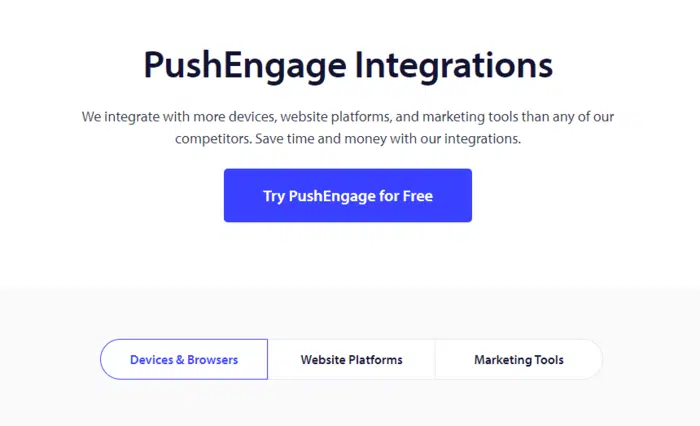 PushEngage Integrations
We integrate with more devices, website platforms, and marketing tools than any of our
competitors. Save time and money with our integrations.
Try PushEngage for Free
Devices & Browsers
Website Platforms
Marketing Tools